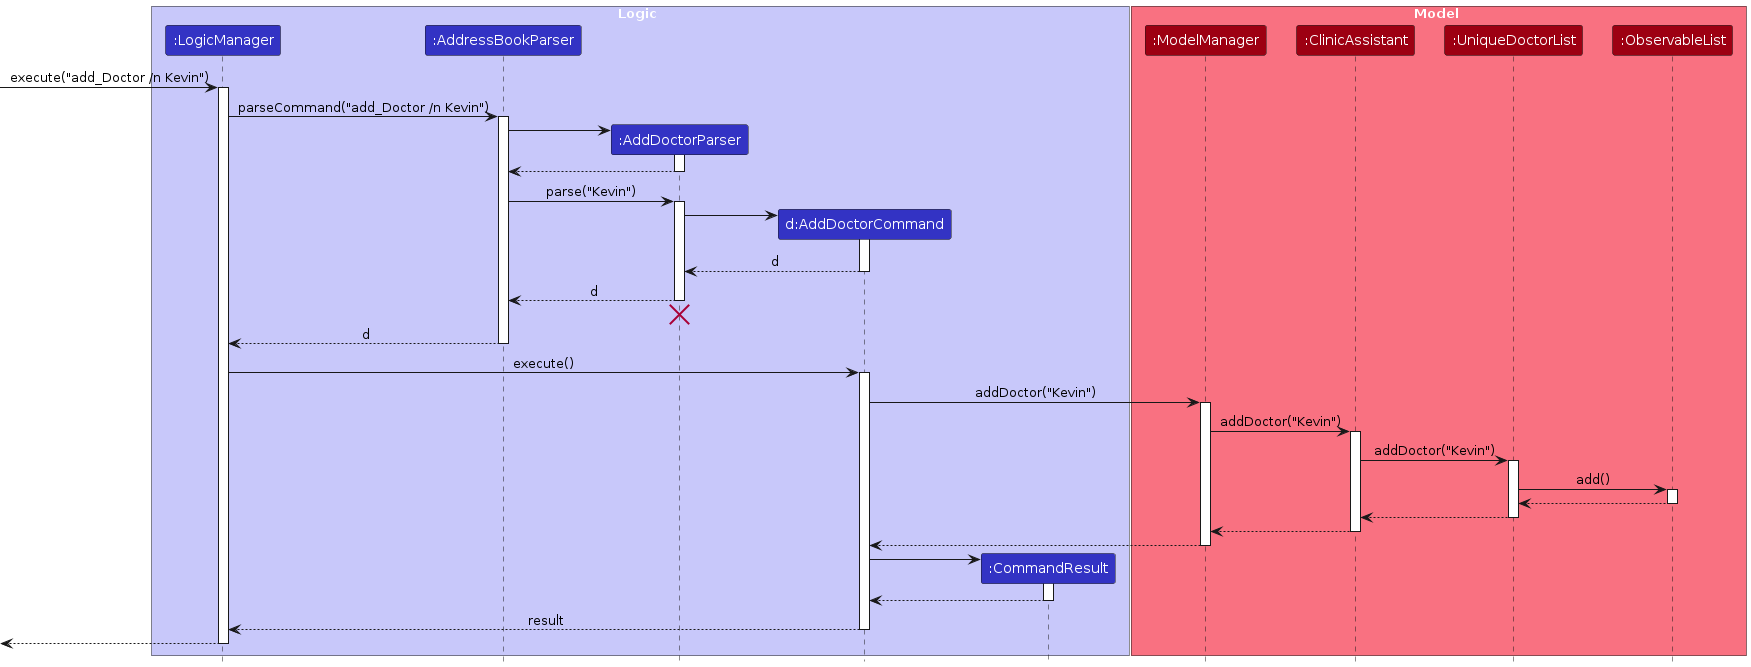 Logic
Model
:LogicManager
:AddressBookParser
:ModelManager
:ClinicAssistant
:UniqueDoctorList
:ObservableList
execute("add_Doctor /n Kevin")
parseCommand("add_Doctor /n Kevin")
:AddDoctorParser
parse("Kevin")
d:AddDoctorCommand
d
d
d
execute()
addDoctor("Kevin")
addDoctor("Kevin")
addDoctor("Kevin")
add()
:CommandResult
result